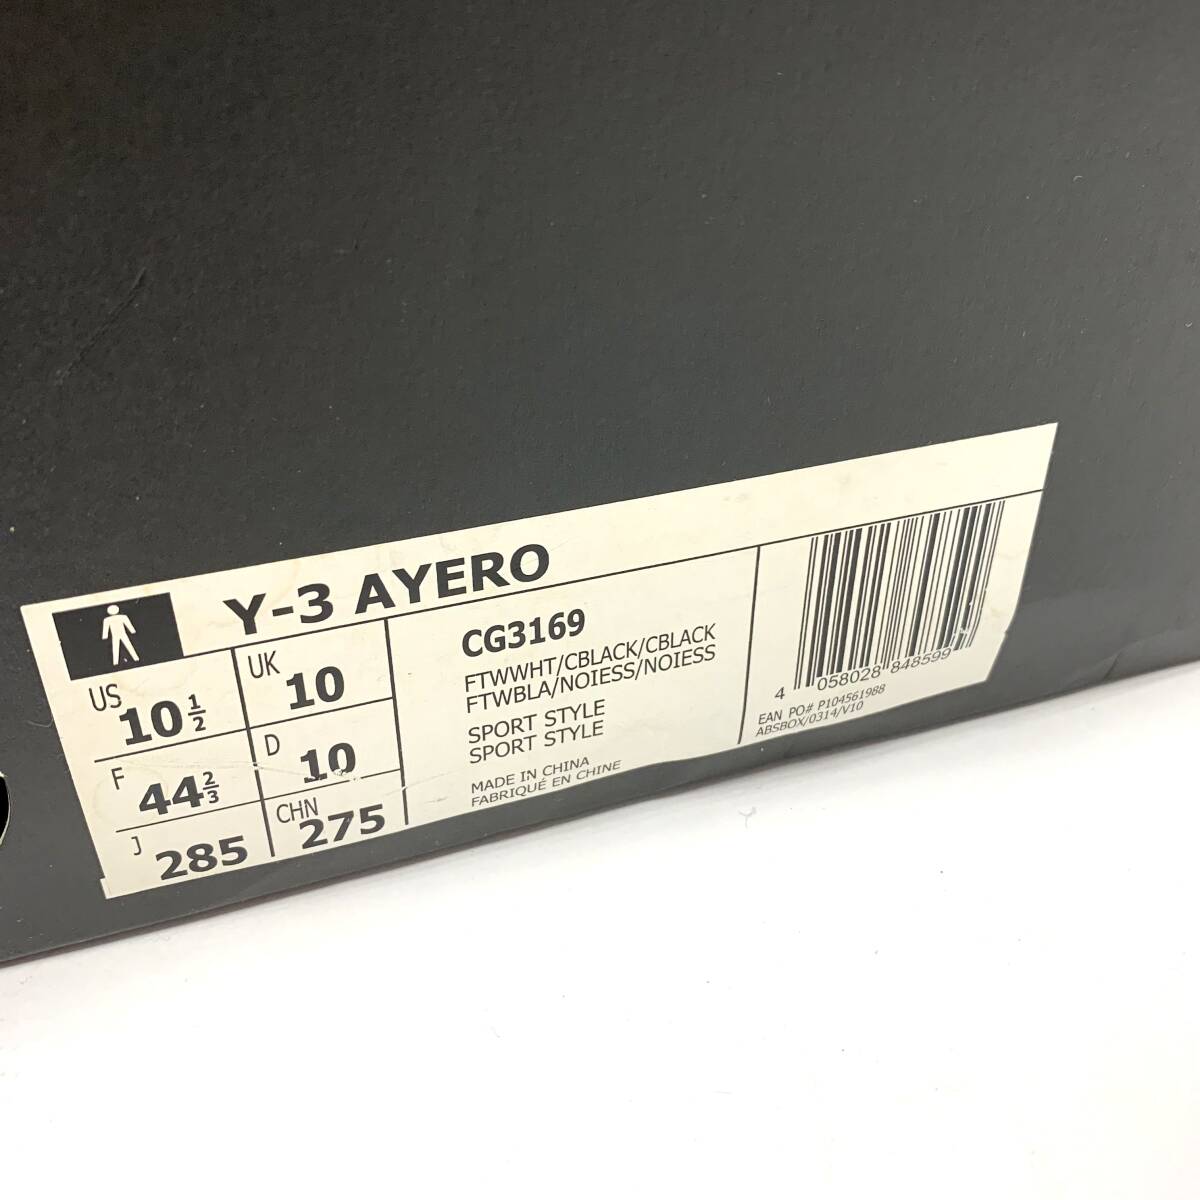 Y-3 AYERO
US 10 1/2
UK 10
F 44 2/3
D 10
J 285
CHN 275
CG3169
FTWWHT/CBLACK/CBLACK
FTWBLA/NOIESS/NOIESS
SPORT STYLE
SPORT STYLE
MADE IN CHINA
FABRIQUÉ EN CHINE
4 058028 848599
EAN PO# P104561988
ABSBOX/0314/V10